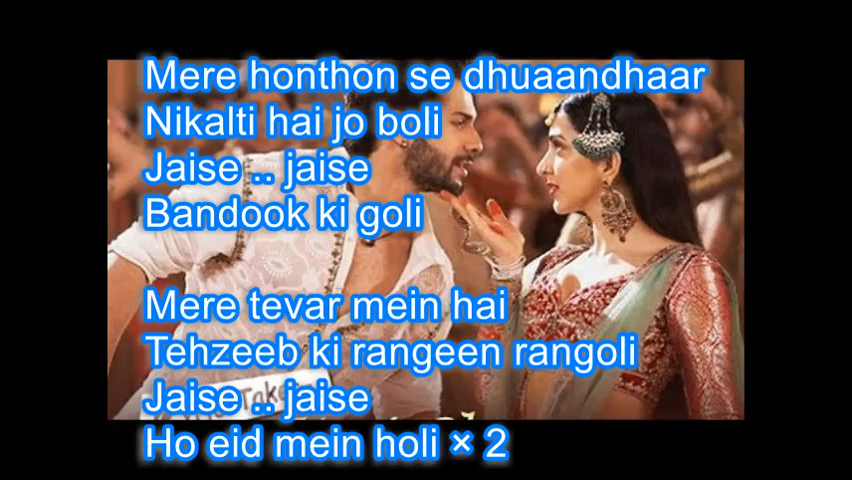 Mere honthon se dhuaandhaar
Nikalti hai jo boli
Jaise .. jaise
Bandook ki goli
Mere tevar mein hai
Tehzeeb ki rangeen rangoli
Jaise .. jaise
Ho eid mein holi × 2